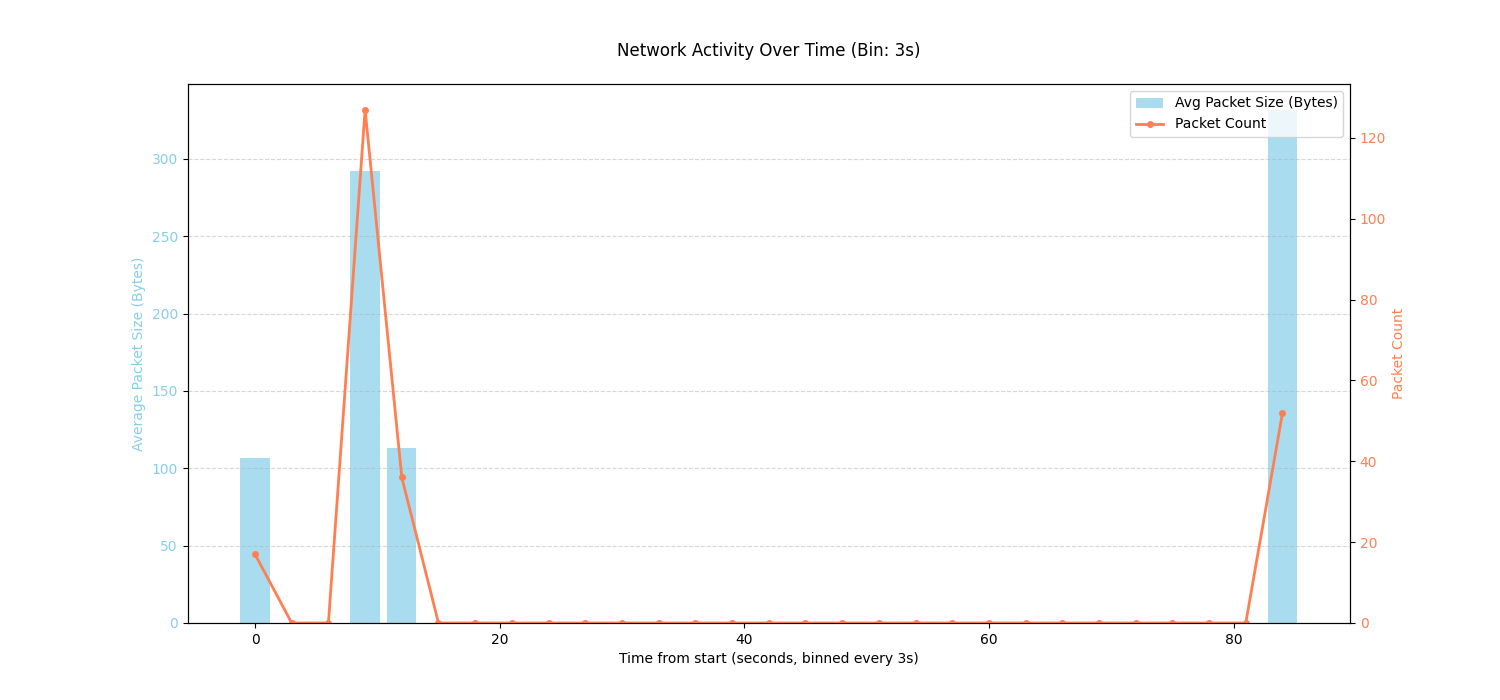 Network Activity Over Time (Bin: 3s)
Avg Packet Size (Bytes)
Packet Count
Average Packet Size (Bytes)
300
250
200
150
100
50
0
120
100
80
60
40
20
0
Packet Count
0 20 40 60 80
Time from start (seconds, binned every 3s)